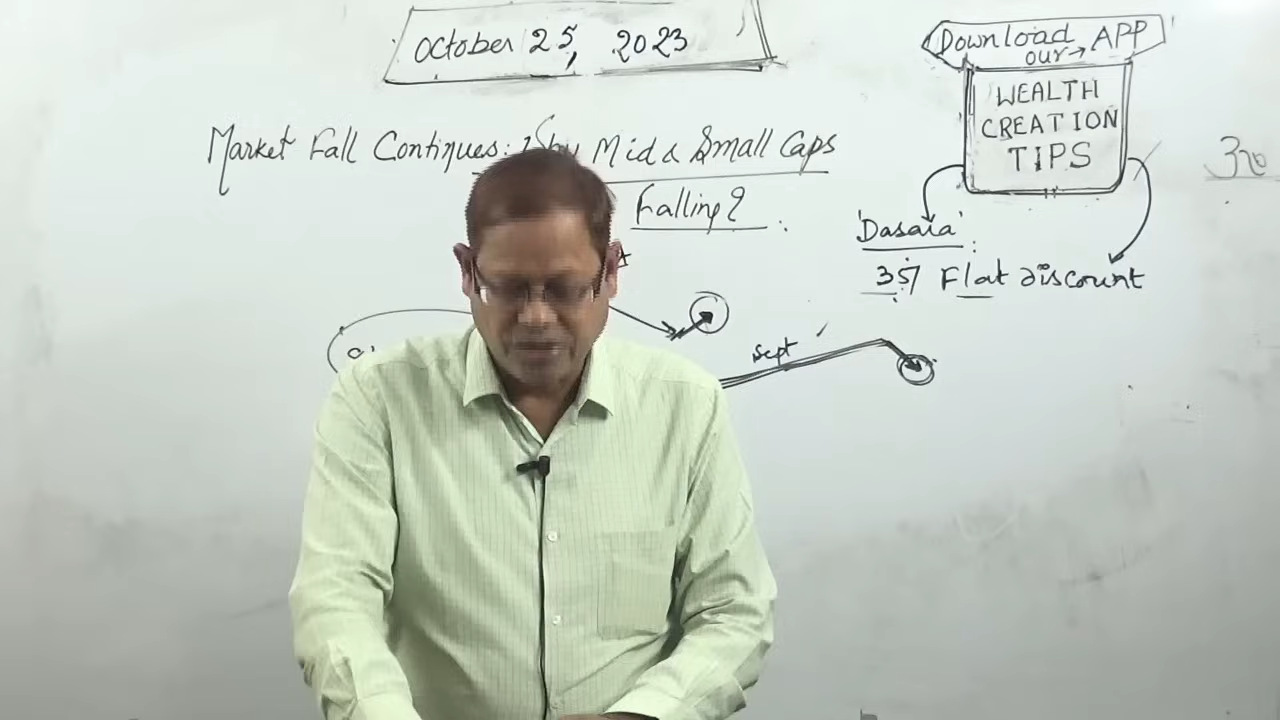 October 25, 2023
Download APP
our →
WEALTH
CREATION
TIPS
Market Fall Continues: Why Mid & Small Caps
Falling?
'Dasara' :
35% Flat discount
Sept